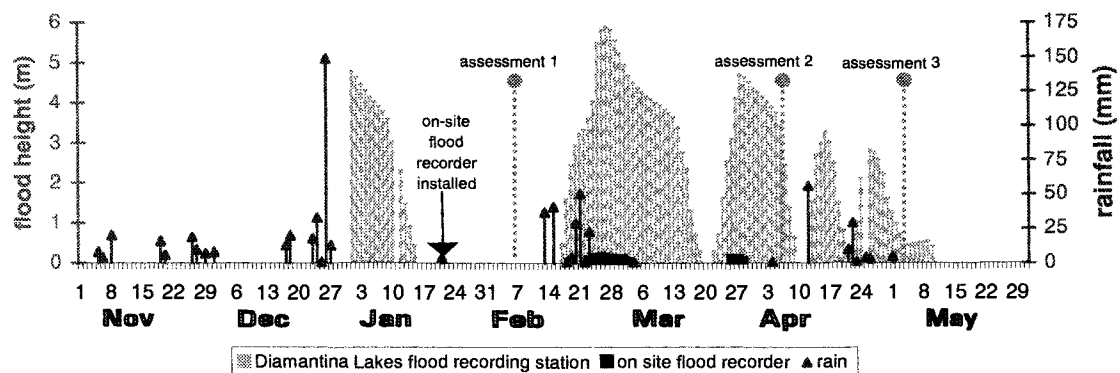 6 175
5 150
4 125
3 100
2 75
1 50
0 25
0
flood height (m)
rainfall (mm)
assessment 1
assessment 2
assessment 3
on-site
flood
recorder
installed
1 8 15 22 29 6 13 20 27 3 10 17 24 31 7 14 21 28 6 13 20 27 3 10 17 24 1 8 15 22 29
Nov Dec Jan Feb Mar Apr May
Diamantina Lakes flood recording station on site flood recorder rain